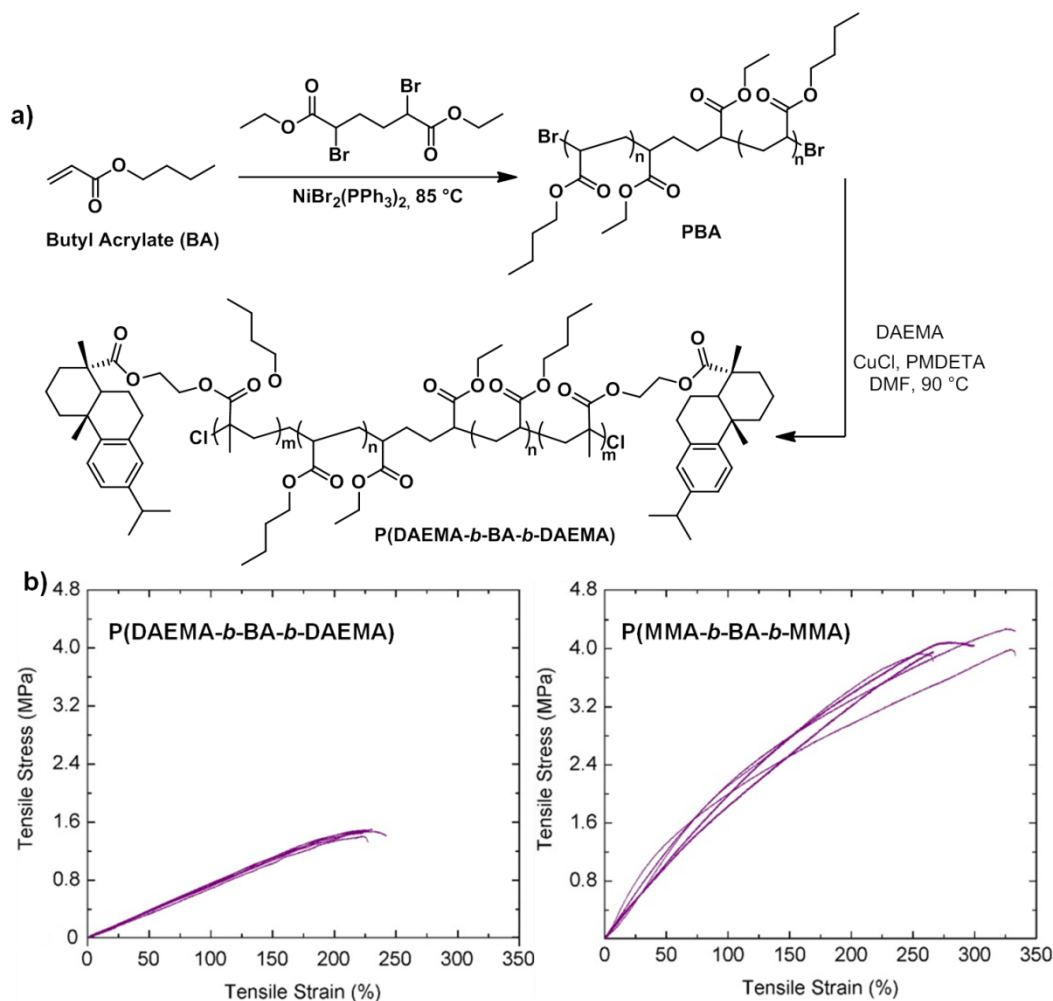 a)
O
O
Br
Br
O
O
Butyl Acrylate (BA)
O
O
NiBr2(PPh3)2, 85 °C
Br
n
n
Br
O
O
O
O
O
O
O
O
PBA
DAEMA
CuCl, PMDETA
DMF, 90 °C
O
O
O
O
O
O
O
O
O
O
O
O
O
Cl
m
n
n
m
Cl
O
O
O
O
P(DAEMA-b-BA-b-DAEMA)
b)
P(DAEMA-b-BA-b-DAEMA)
Tensile Stress (MPa)
4.8
4.0
3.2
2.4
1.6
0.8
0
0 50 100 150 200 250 300 350
Tensile Strain (%)
P(MMA-b-BA-b-MMA)
Tensile Stress (MPa)
4.8
4.0
3.2
2.4
1.6
0.8
0 50 100 150 200 250 300 350
Tensile Strain (%)